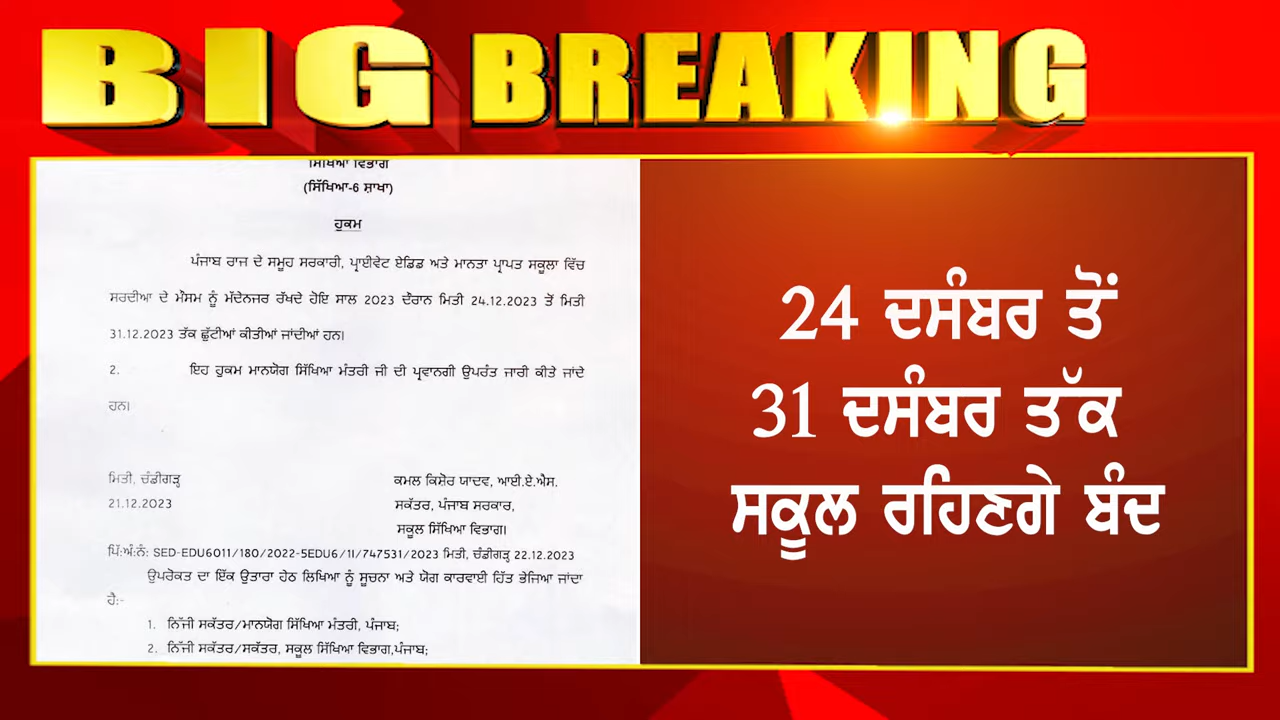 BIG BREAKING
ਸਿੱਖਿਆ ਵਿਭਾਗ
(ਸਿੱਖਿਆ-6 ਸ਼ਾਖਾ)
ਹੁਕਮ
ਪੰਜਾਬ ਰਾਜ ਦੇ ਸਮੂਹ ਸਰਕਾਰੀ, ਪ੍ਰਾਈਵੇਟ ਏਡਿਡ ਅਤੇ ਮਾਨਤਾ ਪ੍ਰਾਪਤ ਸਕੂਲਾ ਵਿੱਚ
ਸਰਦੀਆ ਦੇ ਮੌਸਮ ਨੂੰ ਮੱਦੇਨਜਰ ਰੱਖਦੇ ਹੋਇ ਸਾਲ 2023 ਦੌਰਾਨ ਮਿਤੀ 24.12.2023 ਤੋਂ ਮਿਤੀ
31.12.2023 ਤੱਕ ਛੁੱਟੀਆਂ ਕੀਤੀਆਂ ਜਾਂਦੀਆਂ ਹਨ।
2. ਇਹ ਹੁਕਮ ਮਾਨਯੋਗ ਸਿੱਖਿਆ ਮੰਤਰੀ ਜੀ ਦੀ ਪ੍ਰਵਾਨਗੀ ਉਪਰੰਤ ਜਾਰੀ ਕੀਤੇ ਜਾਂਦੇ
ਹਨ।
ਮਿਤੀ, ਚੰਡੀਗੜ੍ਹ ਕਮਲ ਕਿਸ਼ੋਰ ਯਾਦਵ, ਆਈ.ਏ.ਐਸ.
21.12.2023 ਸਕੱਤਰ, ਪੰਜਾਬ ਸਰਕਾਰ,
ਸਕੂਲ ਸਿੱਖਿਆ ਵਿਭਾਗ।
ਪਿੱ:ਅੰ:ਨੰ: SED-EDU6011/180/2022-5EDU6/1I/747531/2023 ਮਿਤੀ, ਚੰਡੀਗੜ੍ਹ 22.12.2023
ਉਪਰੋਕਤ ਦਾ ਇੱਕ ਉਤਾਰਾ ਹੇਠ ਲਿਖਿਆ ਨੂੰ ਸੂਚਨਾ ਅਤੇ ਯੋਗ ਕਾਰਵਾਈ ਹਿੱਤ ਭੇਜਿਆ ਜਾਂਦਾ
ਹੈ:-
1. ਨਿੱਜੀ ਸਕੱਤਰ/ਮਾਨਯੋਗ ਸਿੱਖਿਆ ਮੰਤਰੀ, ਪੰਜਾਬ;
2. ਨਿੱਜੀ ਸਕੱਤਰ/ਸਕੱਤਰ, ਸਕੂਲ ਸਿੱਖਿਆ ਵਿਭਾਗ,ਪੰਜਾਬ;
24 ਦਸੰਬਰ ਤੋਂ
31 ਦਸੰਬਰ ਤੱਕ
ਸਕੂਲ ਰਹਿਣਗੇ ਬੰਦ